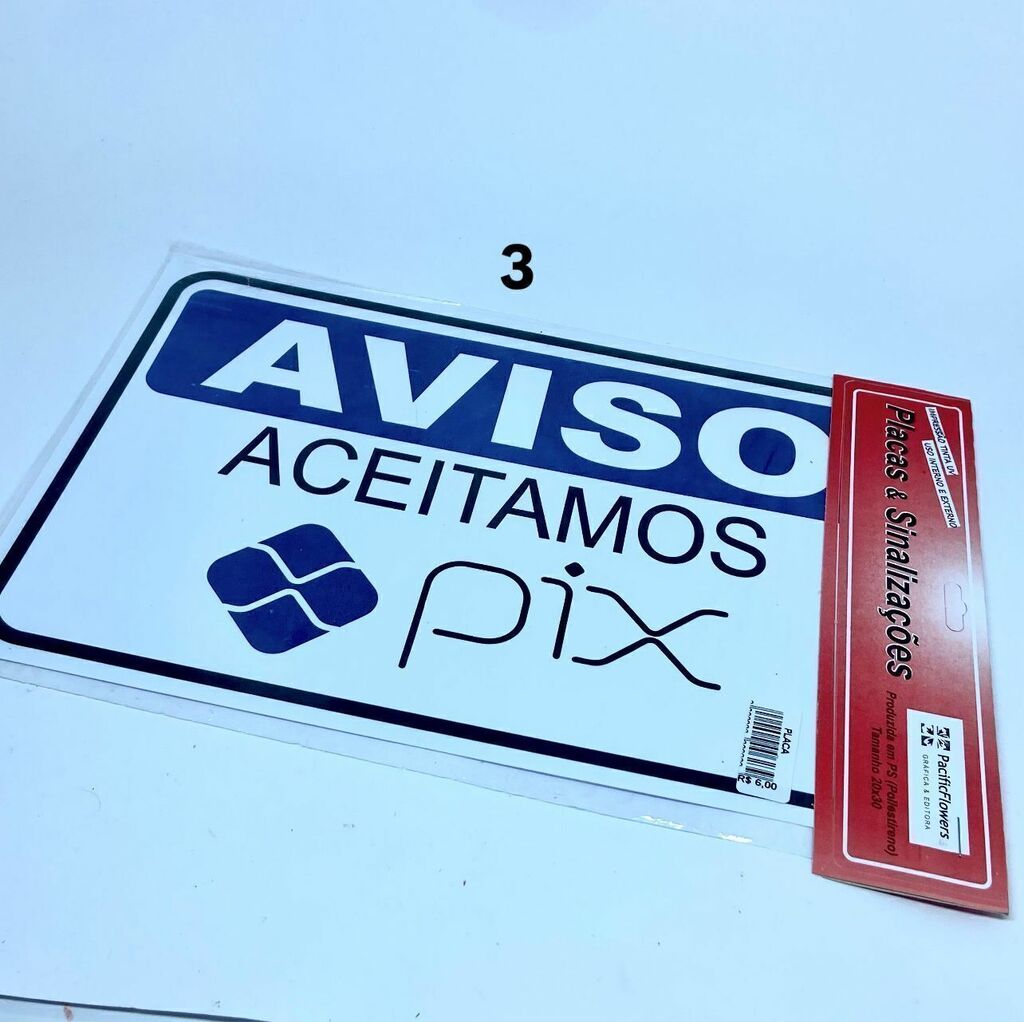 3
AVISO
ACEITAMOS
pix
PLACA
R$ 6,00
IMPRESSÃO TINTA UV
USO INTERNO E EXTERNO
Placas & Sinalizações
Produzida em PS (Poliestireno)
Tamanho 20x30
PacificFlowers
GRÁFICA & EDITORA